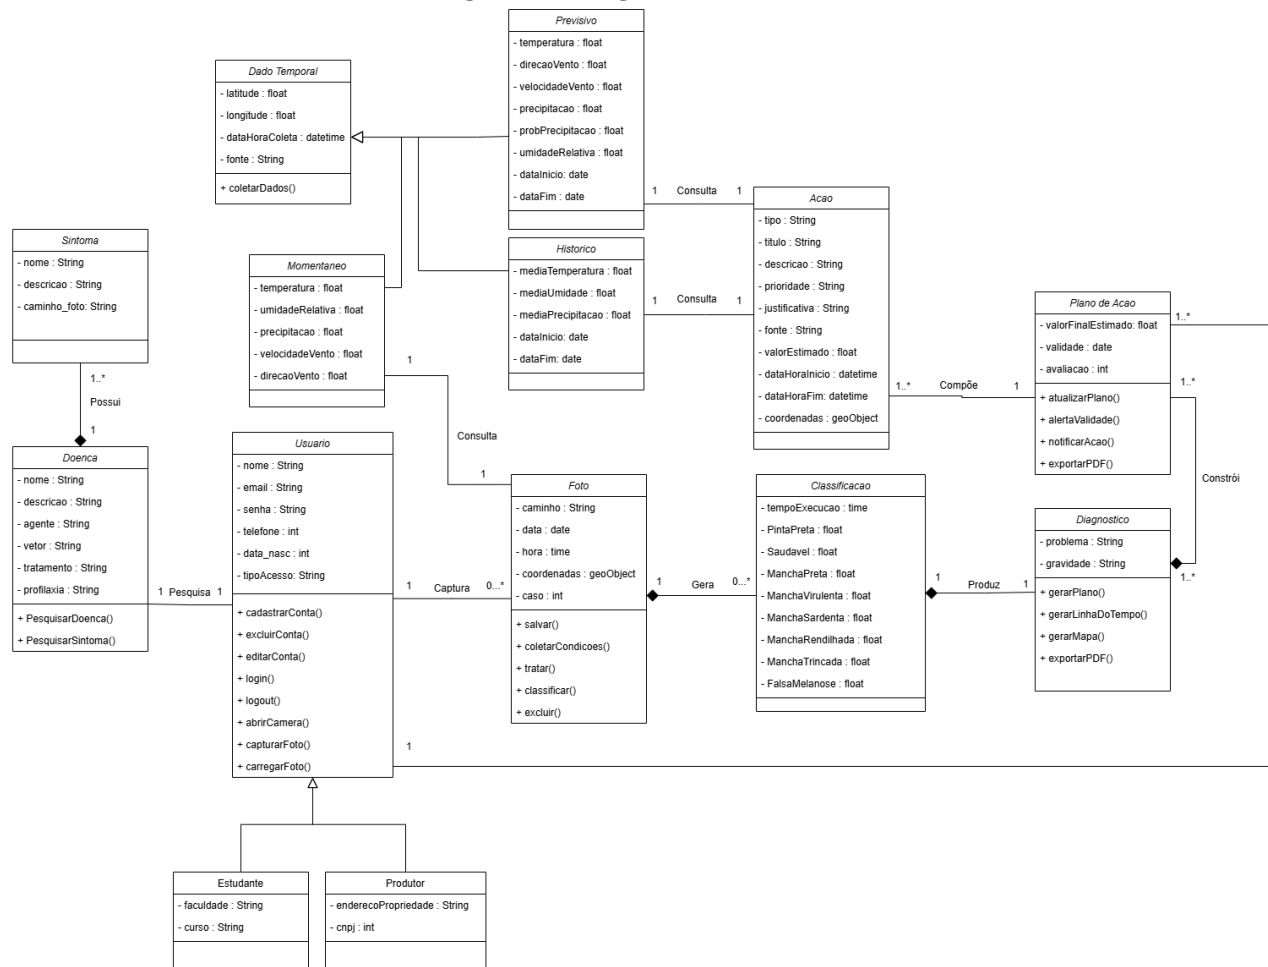 Previsivo
- temperatura : float
- direcaoVento : float
- velocidadeVento : float
- precipitacao : float
- probPrecipitacao : float
- umidadeRelativa : float
- dataInicio: date
- dataFim : date
Dado Temporal
- latitude : float
- longitude : float
- dataHoraColeta : datetime
- fonte : String
+ coletarDados()
1 Consulta 1
Acao
- tipo : String
- titulo : String
- descricao : String
- prioridade : String
- justificativa : String
- fonte : String
- valorEstimado : float
- dataHoraInicio : datetime
- dataHoraFim: datetime
- coordenadas : geoObject
Sintoma
- nome : String
- descricao : String
- caminho_foto: String
Momentaneo
- temperatura : float
- umidadeRelativa : float
- precipitacao : float
- velocidadeVento : float
- direcaoVento : float
Historico
- mediaTemperatura : float
- mediaUmidade : float
- mediaPrecipitacao : float
- dataInicio: date
- dataFim: date
1 Consulta 1
Plano de Acao
- valorFinalEstimado: float
- validade : date
- avaliacao : int
+ atualizarPlano()
+ alertaValidade()
+ notificarAcao()
+ exportarPDF()
1..*
1..*
1..* Compõe 1
1
Consulta
1
1..*
Possui
1
Doenca
- nome : String
- descricao : String
- agente : String
- vetor : String
- tratamento : String
- profilaxia : String
+ PesquisarDoenca()
+ PesquisarSintoma()
1 Pesquisa 1
Usuario
- nome : String
- email : String
- senha : String
- telefone : int
- data_nasc : int
- tipoAcesso: String
+ cadastrarConta()
+ excluirConta()
+ editarConta()
+ login()
+ logout()
+ abrirCamera()
+ capturarFoto()
+ carregarFoto()
1 Captura 0...*
1
Foto
- caminho : String
- data : date
- hora : time
- coordenadas : geoObject
- caso : int
+ salvar()
+ coletarCondicoes()
+ tratar()
+ classificar()
+ excluir()
1 Gera 0...*
Classificacao
- tempoExecucao : time
- PintaPreta : float
- Saudavel : float
- ManchaPreta : float
- ManchaVirulenta : float
- ManchaSardenta : float
- ManchaRendilhada : float
- ManchaTrincada : float
- FalsaMelanose : float
1 Produz 1
Constrói
Diagnostico
- problema : String
- gravidade : String
+ gerarPlano()
+ gerarLinhaDoTempo()
+ gerarMapa()
+ exportarPDF()
1..*
Estudante
- faculdade : String
- curso : String
Produtor
- enderecoPropriedade : String
- cnpj : int